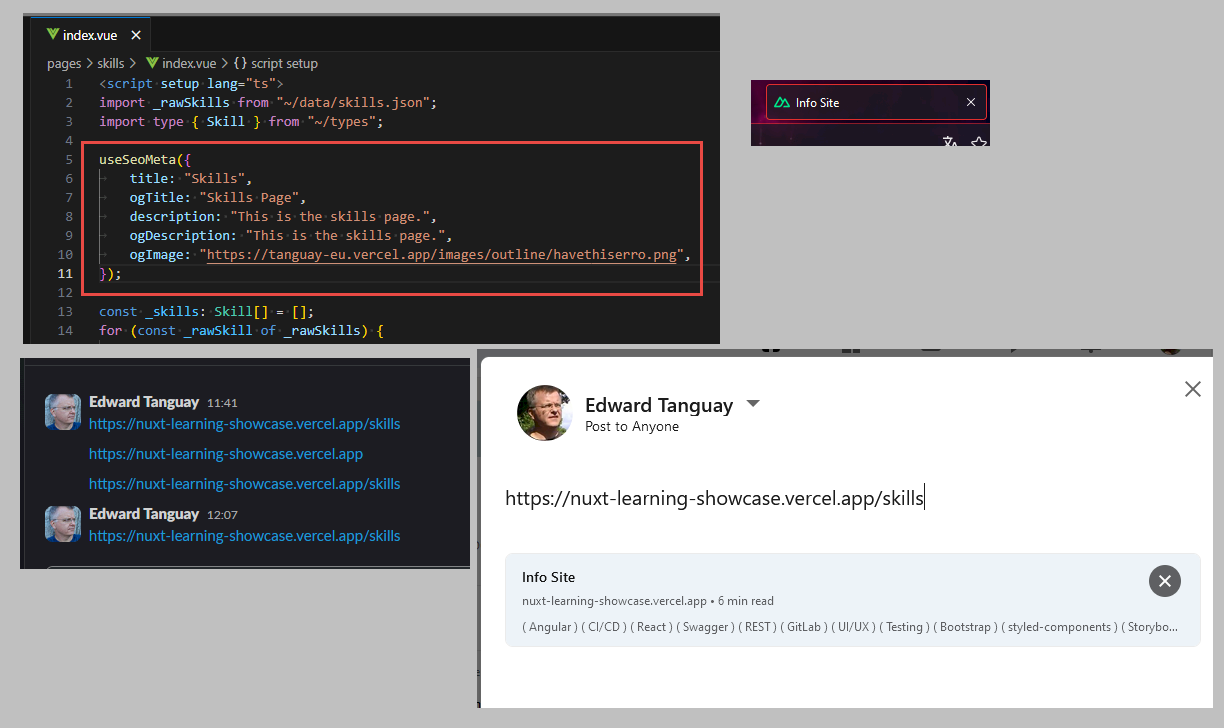 index.vue
pages > skills > index.vue > {} script setup
1 <script setup lang="ts">
2 import _rawSkills from "~/data/skills.json";
3 import type { Skill } from "~/types";
4
5 useSeoMeta({
6 title: "Skills",
7 ogTitle: "Skills Page",
8 description: "This is the skills page.",
9 ogDescription: "This is the skills page.",
10 ogImage: "https://tanguay-eu.vercel.app/images/outline/havethiserro.png",
11 });
12
13 const _skills: Skill[] = [];
14 for (const _rawSkill of _rawSkills) {
Info Site
Edward Tanguay 11:41
https://nuxt-learning-showcase.vercel.app/skills
https://nuxt-learning-showcase.vercel.app
https://nuxt-learning-showcase.vercel.app/skills
Edward Tanguay 12:07
https://nuxt-learning-showcase.vercel.app/skills
Edward Tanguay
Post to Anyone
https://nuxt-learning-showcase.vercel.app/skills
Info Site
nuxt-learning-showcase.vercel.app • 6 min read
( Angular ) ( CI/CD ) ( React ) ( Swagger ) ( REST ) ( GitLab ) ( UI/UX ) ( Testing ) ( Bootstrap ) ( styled-components ) ( Storybo...